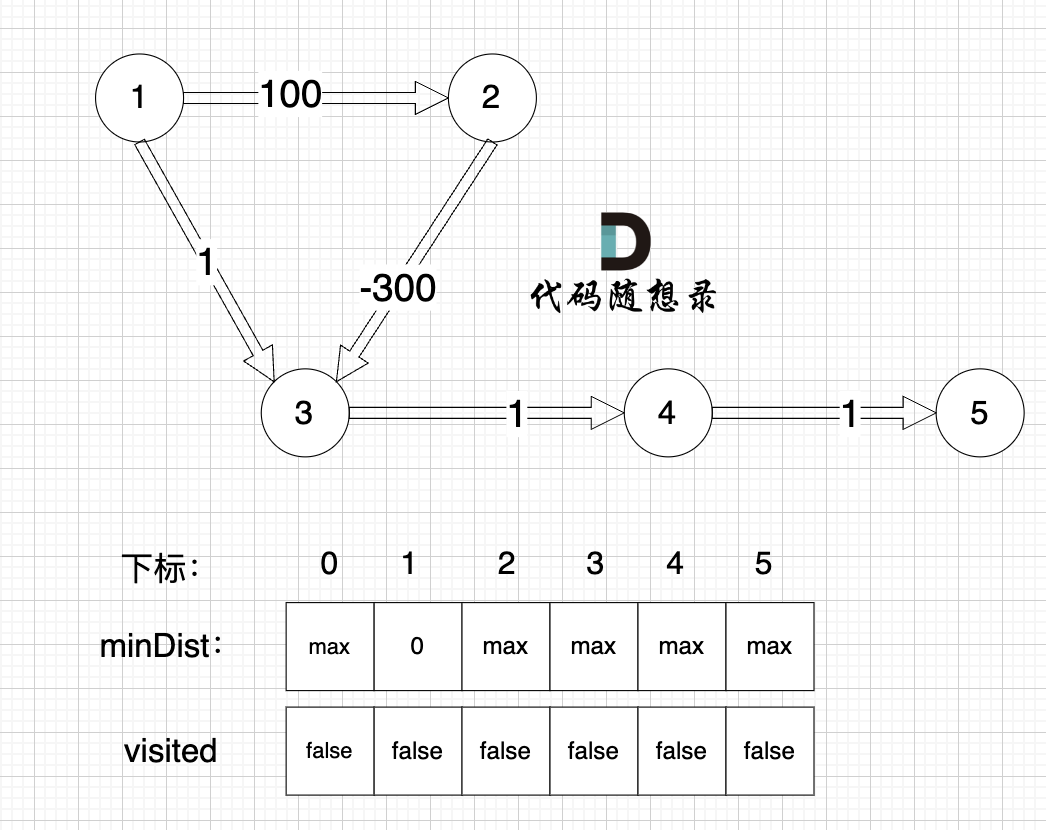 1
100
2
1
-300
代码随想录
3
1
4
1
5
下标： 0 1 2 3 4 5
minDist： max 0 max max max max
visited false false false false false false